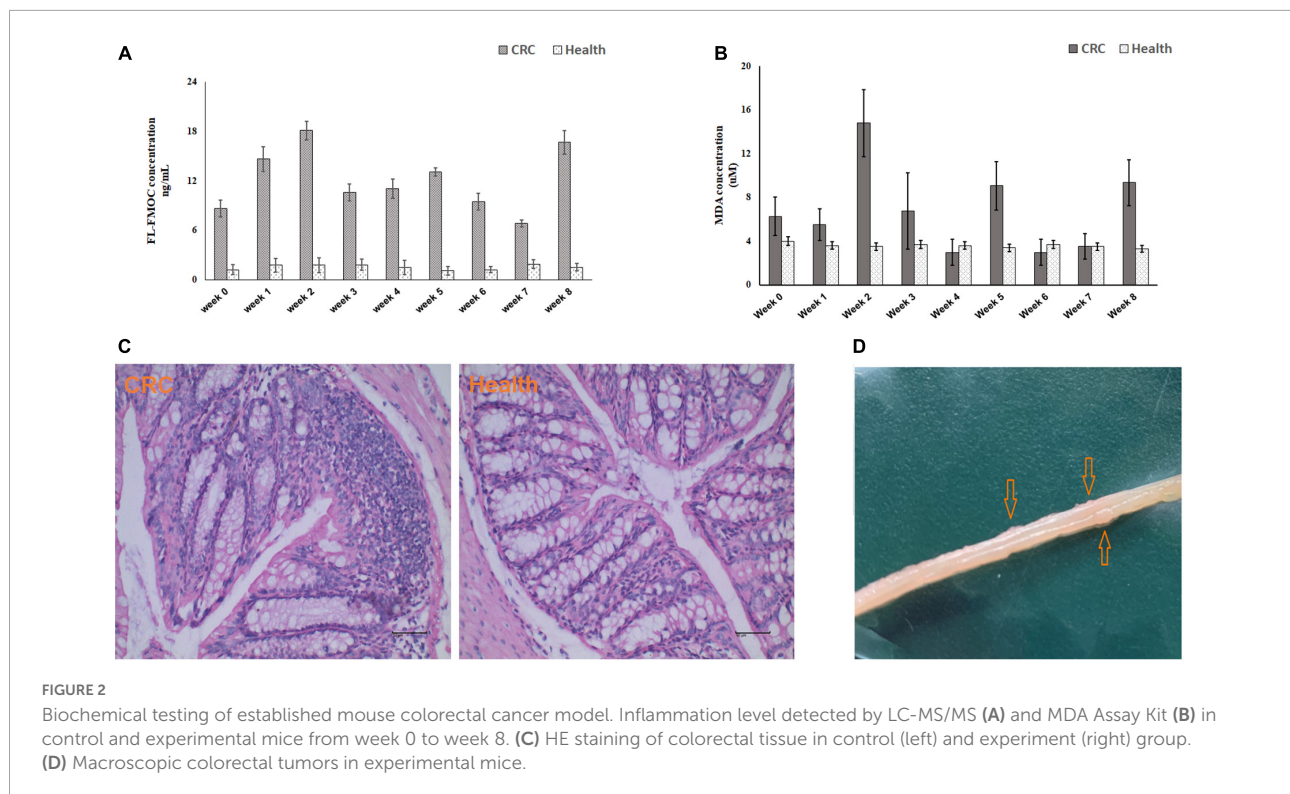 A
CRC Health
24
18
12
6
0
FL-FMOC concentration
ng/mL
week 0 week 1 week 2 week 3 week 4 week 5 week 6 week 7 week 8
B
CRC Health
20
16
12
8
4
0
MDA concentration
(uM)
Week 0 Week 1 Week 2 Week 3 Week 4 Week 5 Week 6 Week 7 Week 8
C
CRC
Health
D
FIGURE 2
Biochemical testing of established mouse colorectal cancer model. Inflammation level detected by LC-MS/MS (A) and MDA Assay Kit (B) in
control and experimental mice from week 0 to week 8. (C) HE staining of colorectal tissue in control (left) and experiment (right) group.
(D) Macroscopic colorectal tumors in experimental mice.